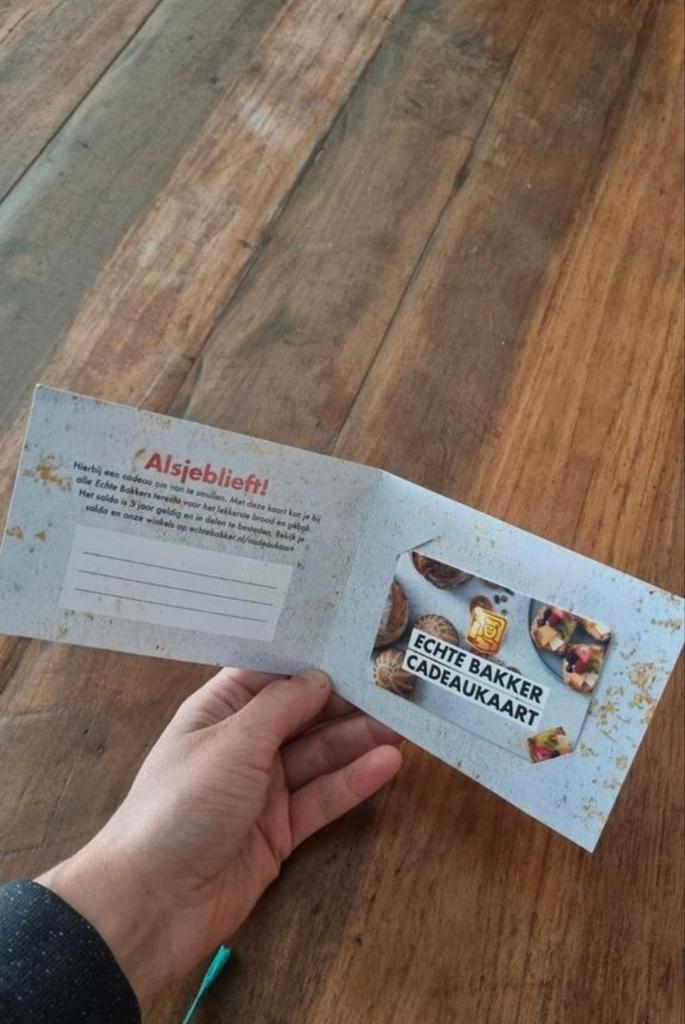 Alsjeblieft!
Hierbij een cadeau om van te smullen. Met deze kaart kun je bij
alle Echte Bakkers terecht voor het lekkerste brood en gebak.
Het saldo is 5 jaar geldig en in delen te besteden. Bekijk je
saldo en onze winkels op echtebakker.nl/cadeaukaart
ECHTE BAKKER
CADEAUKAART